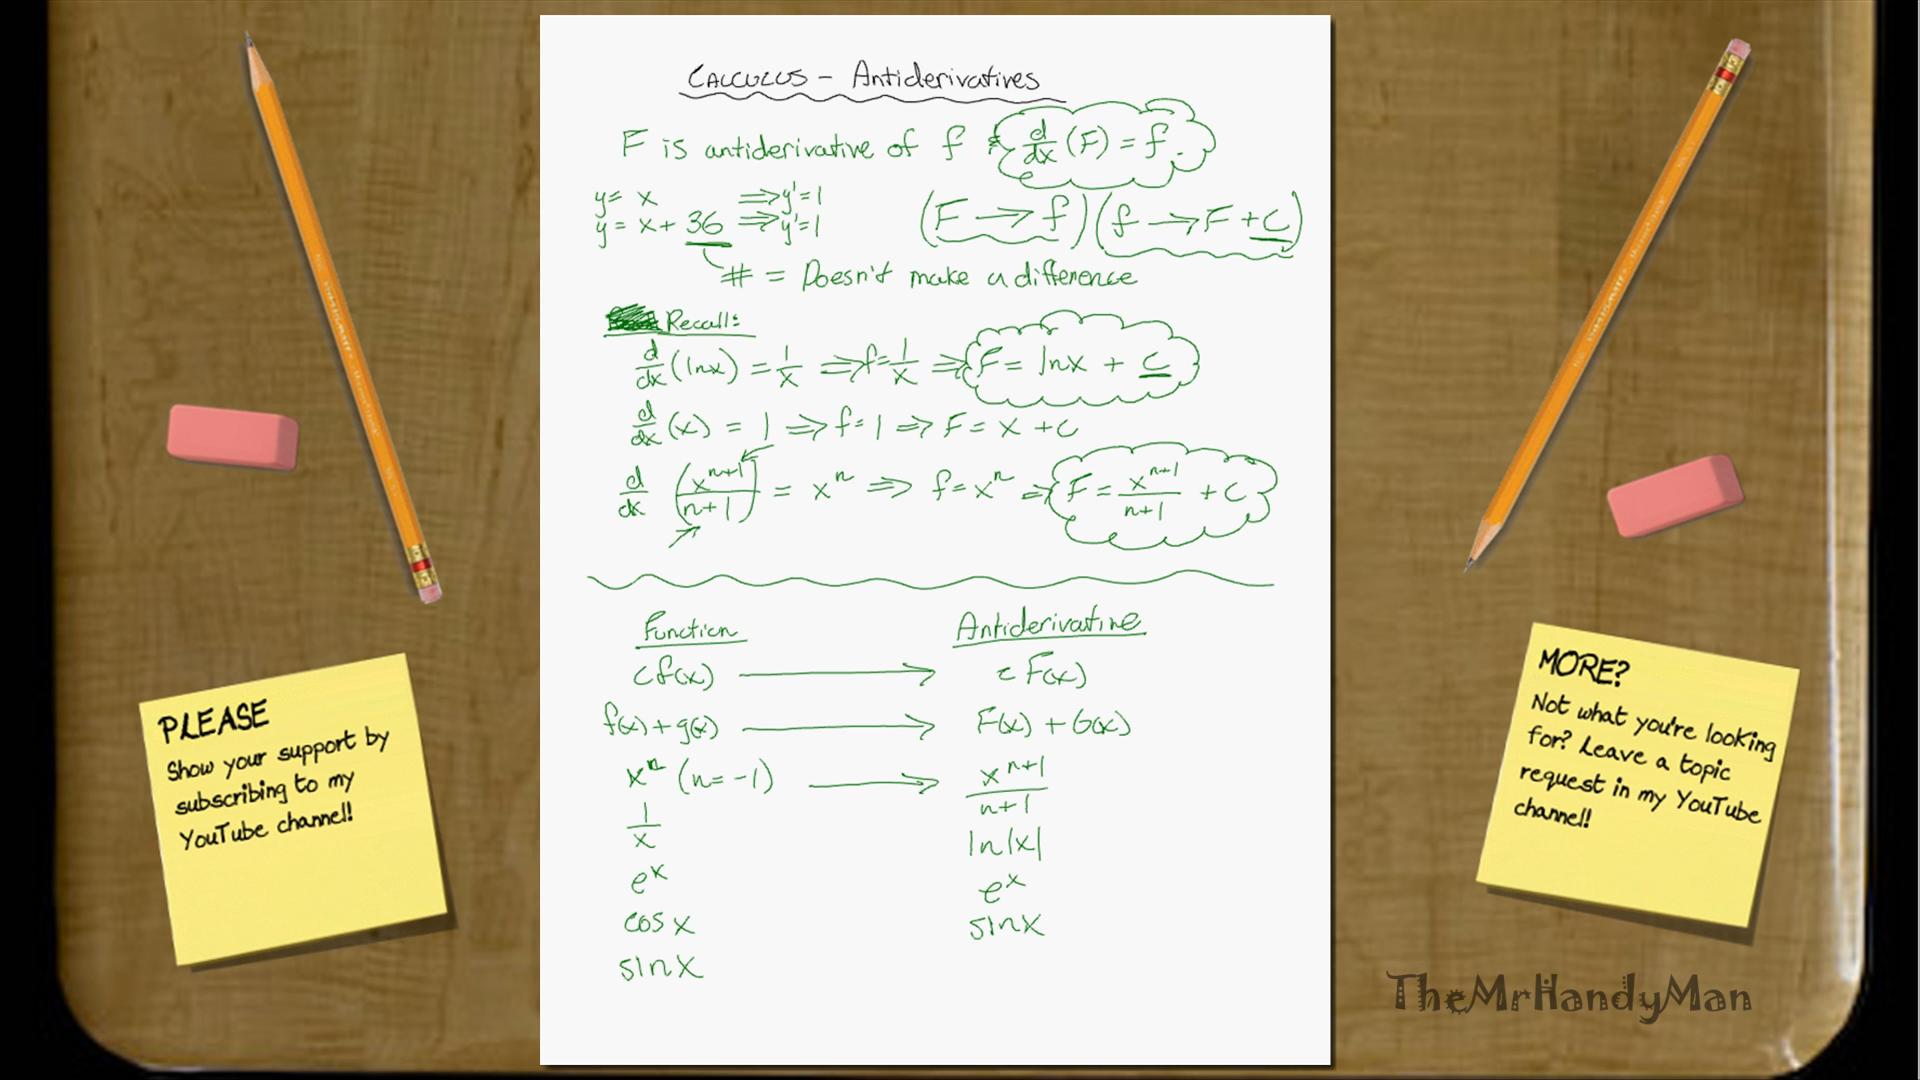 CALCULUS - Antiderivatives
F is antiderivative of f if d/dx (F) = f.
y = x ⟹ y' = 1
y = x + 36 ⟹ y' = 1
(F → f) (f → F + C)
# = Doesn't make a difference
Recall:
d/dx (lnx) = 1/x ⟹ f = 1/x ⟹ F = lnx + C
d/dx (x) = 1 ⟹ f = 1 ⟹ F = x + C
d/dx (x^(n+1)/(n+1)) = x^n ⟹ f = x^n ⟹ F = x^(n+1)/(n+1) + C
Function Antiderivative
c f(x) → c F(x)
f(x) + g(x) → F(x) + G(x)
x^n (n = -1) → x^(n+1)/(n+1)
1/x ln|x|
e^x e^x
cos x sin x
sin x
PLEASE
Show your support by
subscribing to my
YouTube channel!
MORE?
Not what you're looking
for? Leave a topic
request in my YouTube
channel!
TheMrHandyMan